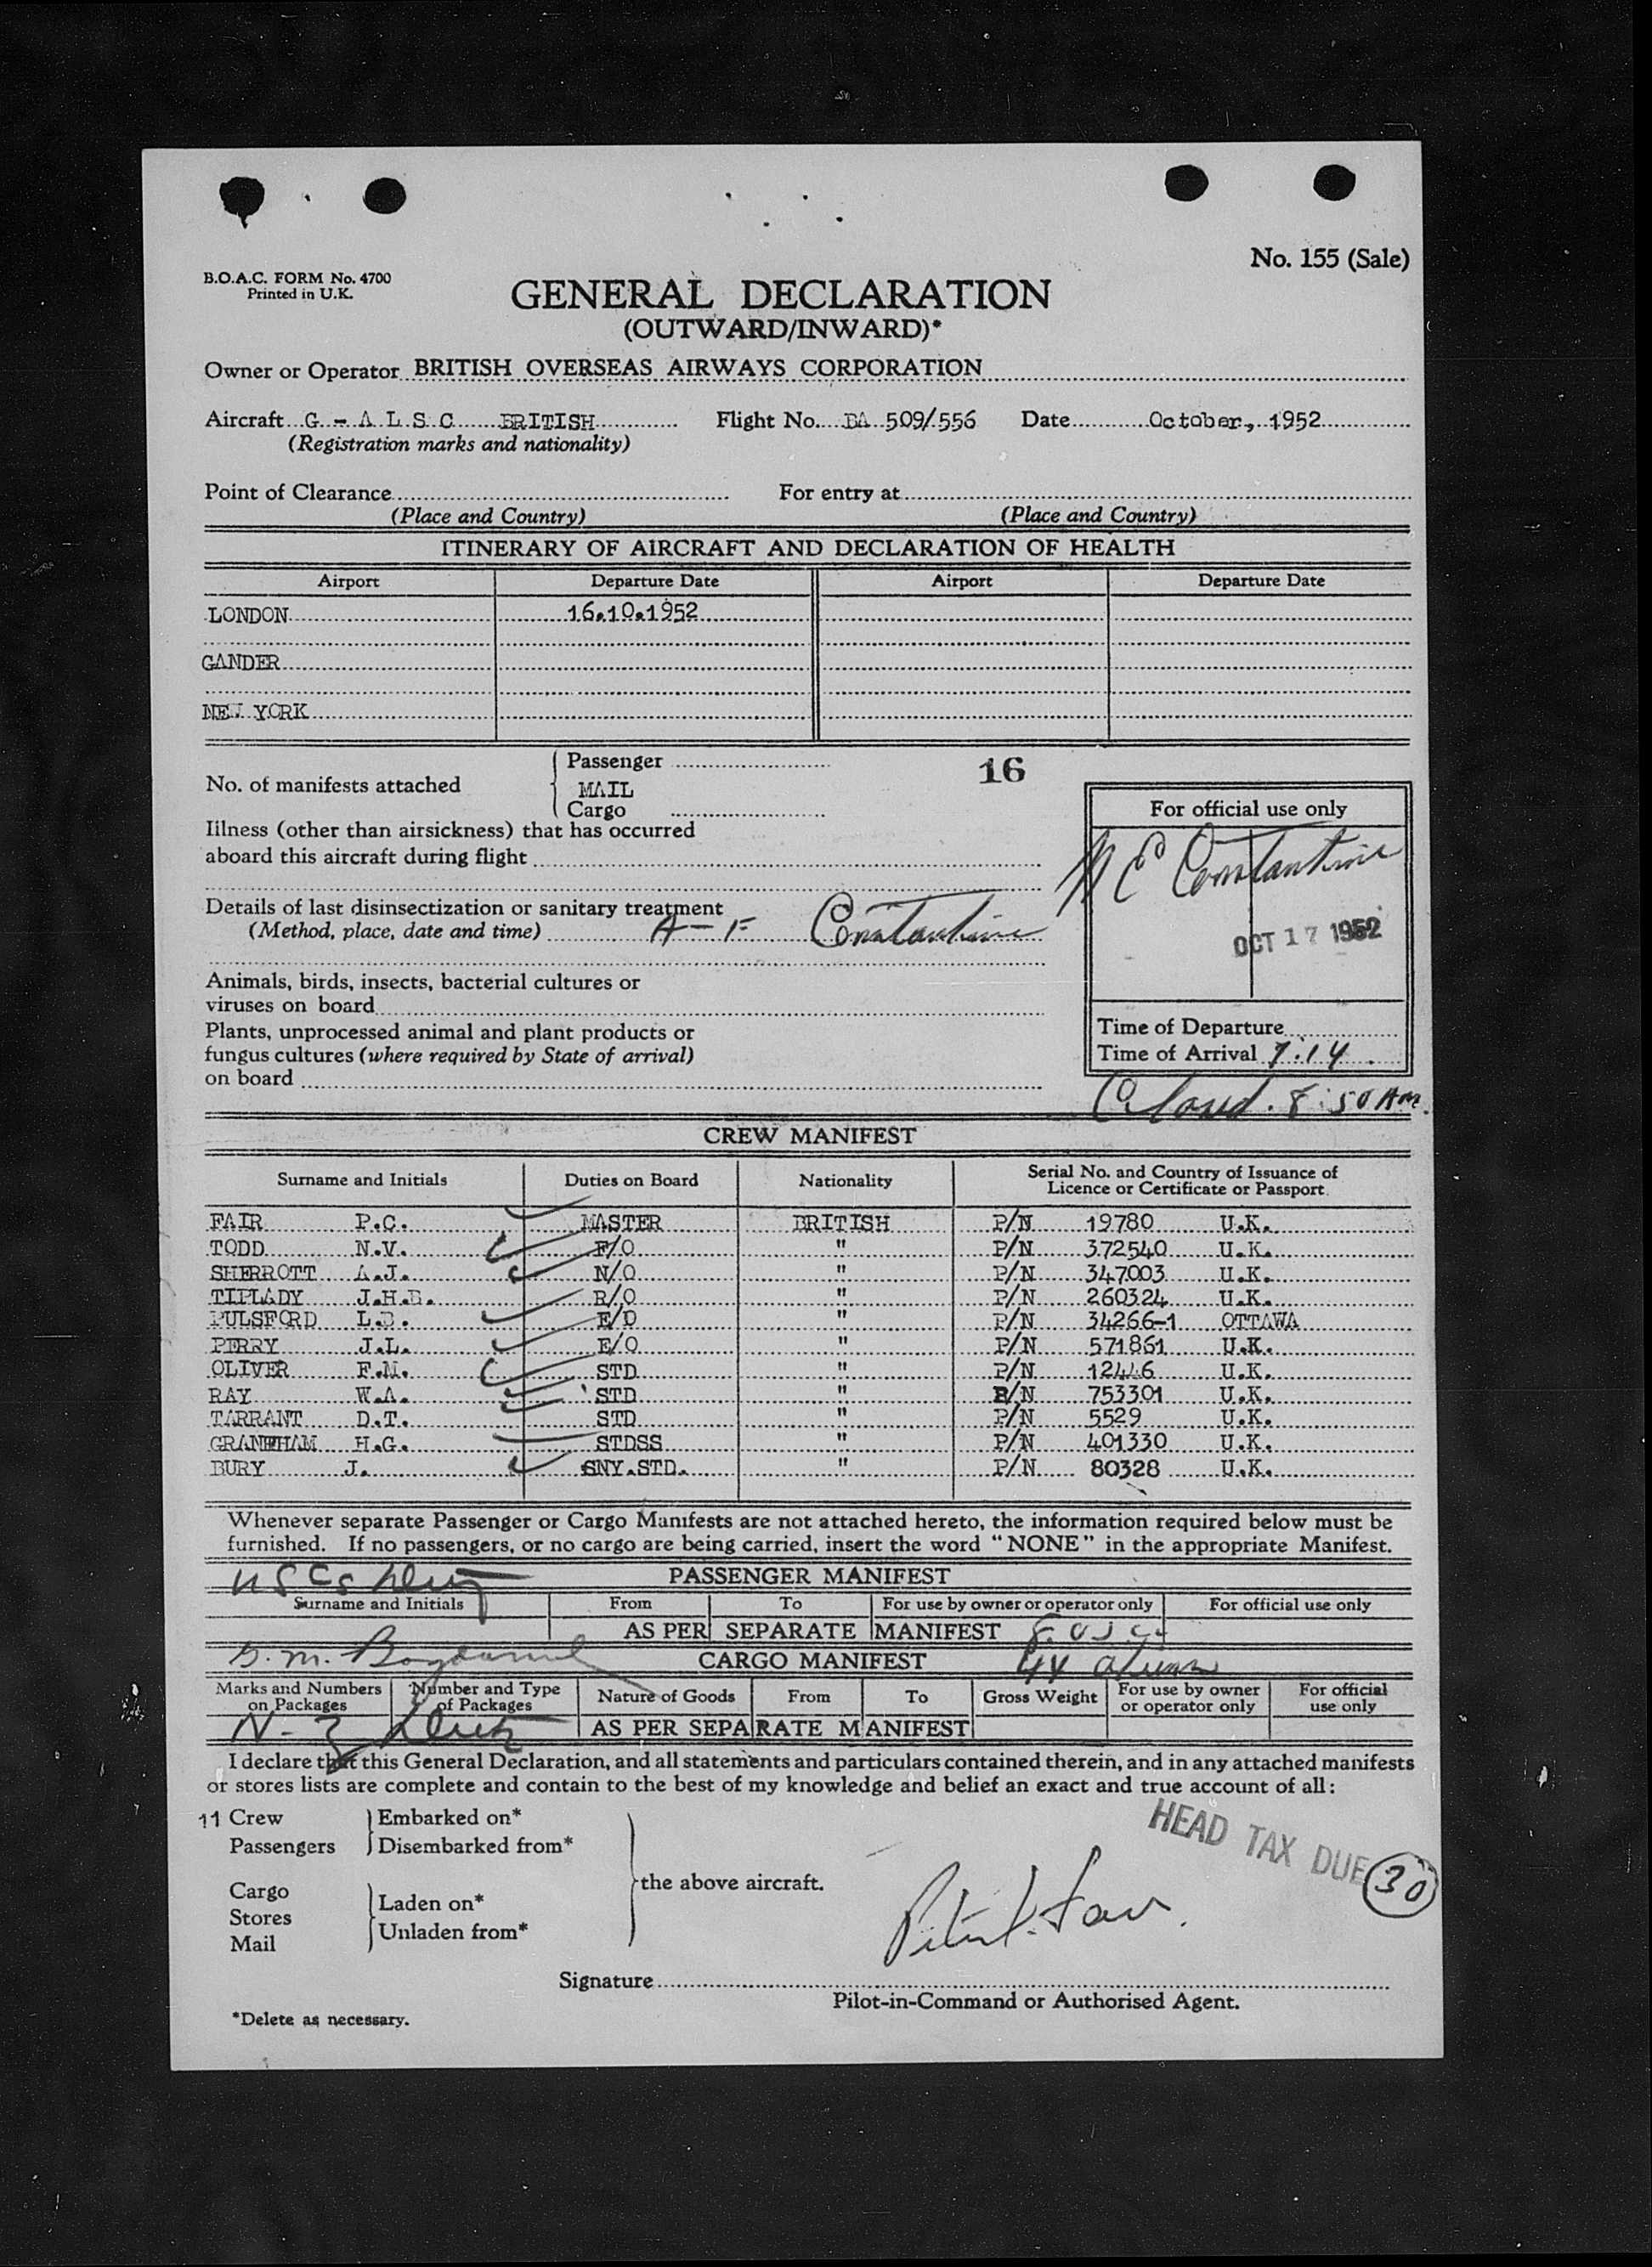 No. 155 (Sale)
B.O.A.C. FORM No. 4700
Printed in U.K.
GENERAL DECLARATION
(OUTWARD/INWARD)*
Owner or Operator BRITISH OVERSEAS AIRWAYS CORPORATION
Aircraft G - A L S C BRITISH Flight No. BA 509/556 Date October, 1952
(Registration marks and nationality)
Point of Clearance For entry at
(Place and Country) (Place and Country)
ITINERARY OF AIRCRAFT AND DECLARATION OF HEALTH
Airport Departure Date Airport Departure Date
LONDON 16.10.1952
GANDER
NEW YORK
Passenger
16
No. of manifests attached
MAIL
Cargo
For official use only
Illness (other than airsickness) that has occurred
aboard this aircraft during flight
N E Constantine
Details of last disinsectization or sanitary treatment
(Method, place, date and time) A-F Constantine
OCT 17 1952
Animals, birds, insects, bacterial cultures or
viruses on board
Plants, unprocessed animal and plant products or
fungus cultures (where required by State of arrival)
on board
Time of Departure
Time of Arrival 7.14
Closed. 8:50 Am.
CREW MANIFEST
Surname and Initials Duties on Board Nationality Serial No. and Country of Issuance of Licence or Certificate or Passport
FAIR P.C. MASTER BRITISH P/N 19780 U.K.
TODD N.V. F/O " P/N 372540 U.K.
SHERROTT A.J. N/O " P/N 347003 U.K.
TIPLADY J.H. R/O " P/N 260324 U.K.
PULSFORD E/O " P/N 34266-1 OTTAWA
PERRY J.L. E/O " P/N 571861 U.K.
OLIVER F.M. STD " P/N 12446 U.K.
RAY W.A. STD " P/N 753301 U.K.
TARRANT D.T. STD " P/N 5529 U.K.
H.G. STDSS " P/N 401330 U.K.
BURY J. SNY.STD. " P/N 80328 U.K.
Whenever separate Passenger or Cargo Manifests are not attached hereto, the information required below must be
furnished. If no passengers, or no cargo are being carried, insert the word "NONE" in the appropriate Manifest.
PASSENGER MANIFEST
Surname and Initials From To For use by owner or operator only For official use only
AS PER SEPARATE MANIFEST
CARGO MANIFEST
Marks and Numbers on Packages Number and Type of Packages Nature of Goods From To Gross Weight For use by owner or operator only For official use only
AS PER SEPARATE MANIFEST
I declare that this General Declaration, and all statements and particulars contained therein, and in any attached manifests
or stores lists are complete and contain to the best of my knowledge and belief an exact and true account of all:
11 Crew Embarked on*
Passengers Disembarked from*
HEAD TAX DUE 30
the above aircraft.
Cargo
Laden on*
Stores
Unladen from*
Mail
Signature
Pilot-in-Command or Authorised Agent.
*Delete as necessary.